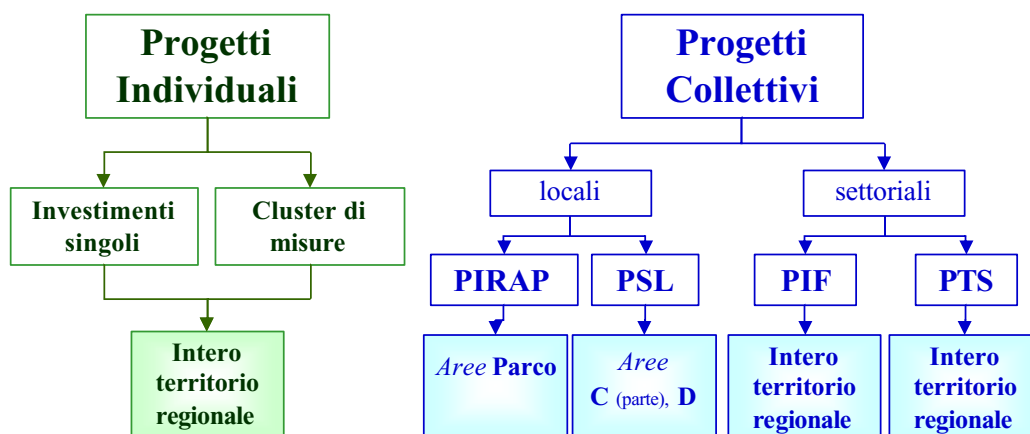 Progetti
Individuali
Investimenti
singoli
Cluster di
misure
Intero
territorio
regionale
Progetti
Collettivi
locali
settoriali
PIRAP
PSL
PIF
PTS
Aree Parco
Aree
C (parte), D
Intero
territorio
regionale
Intero
territorio
regionale